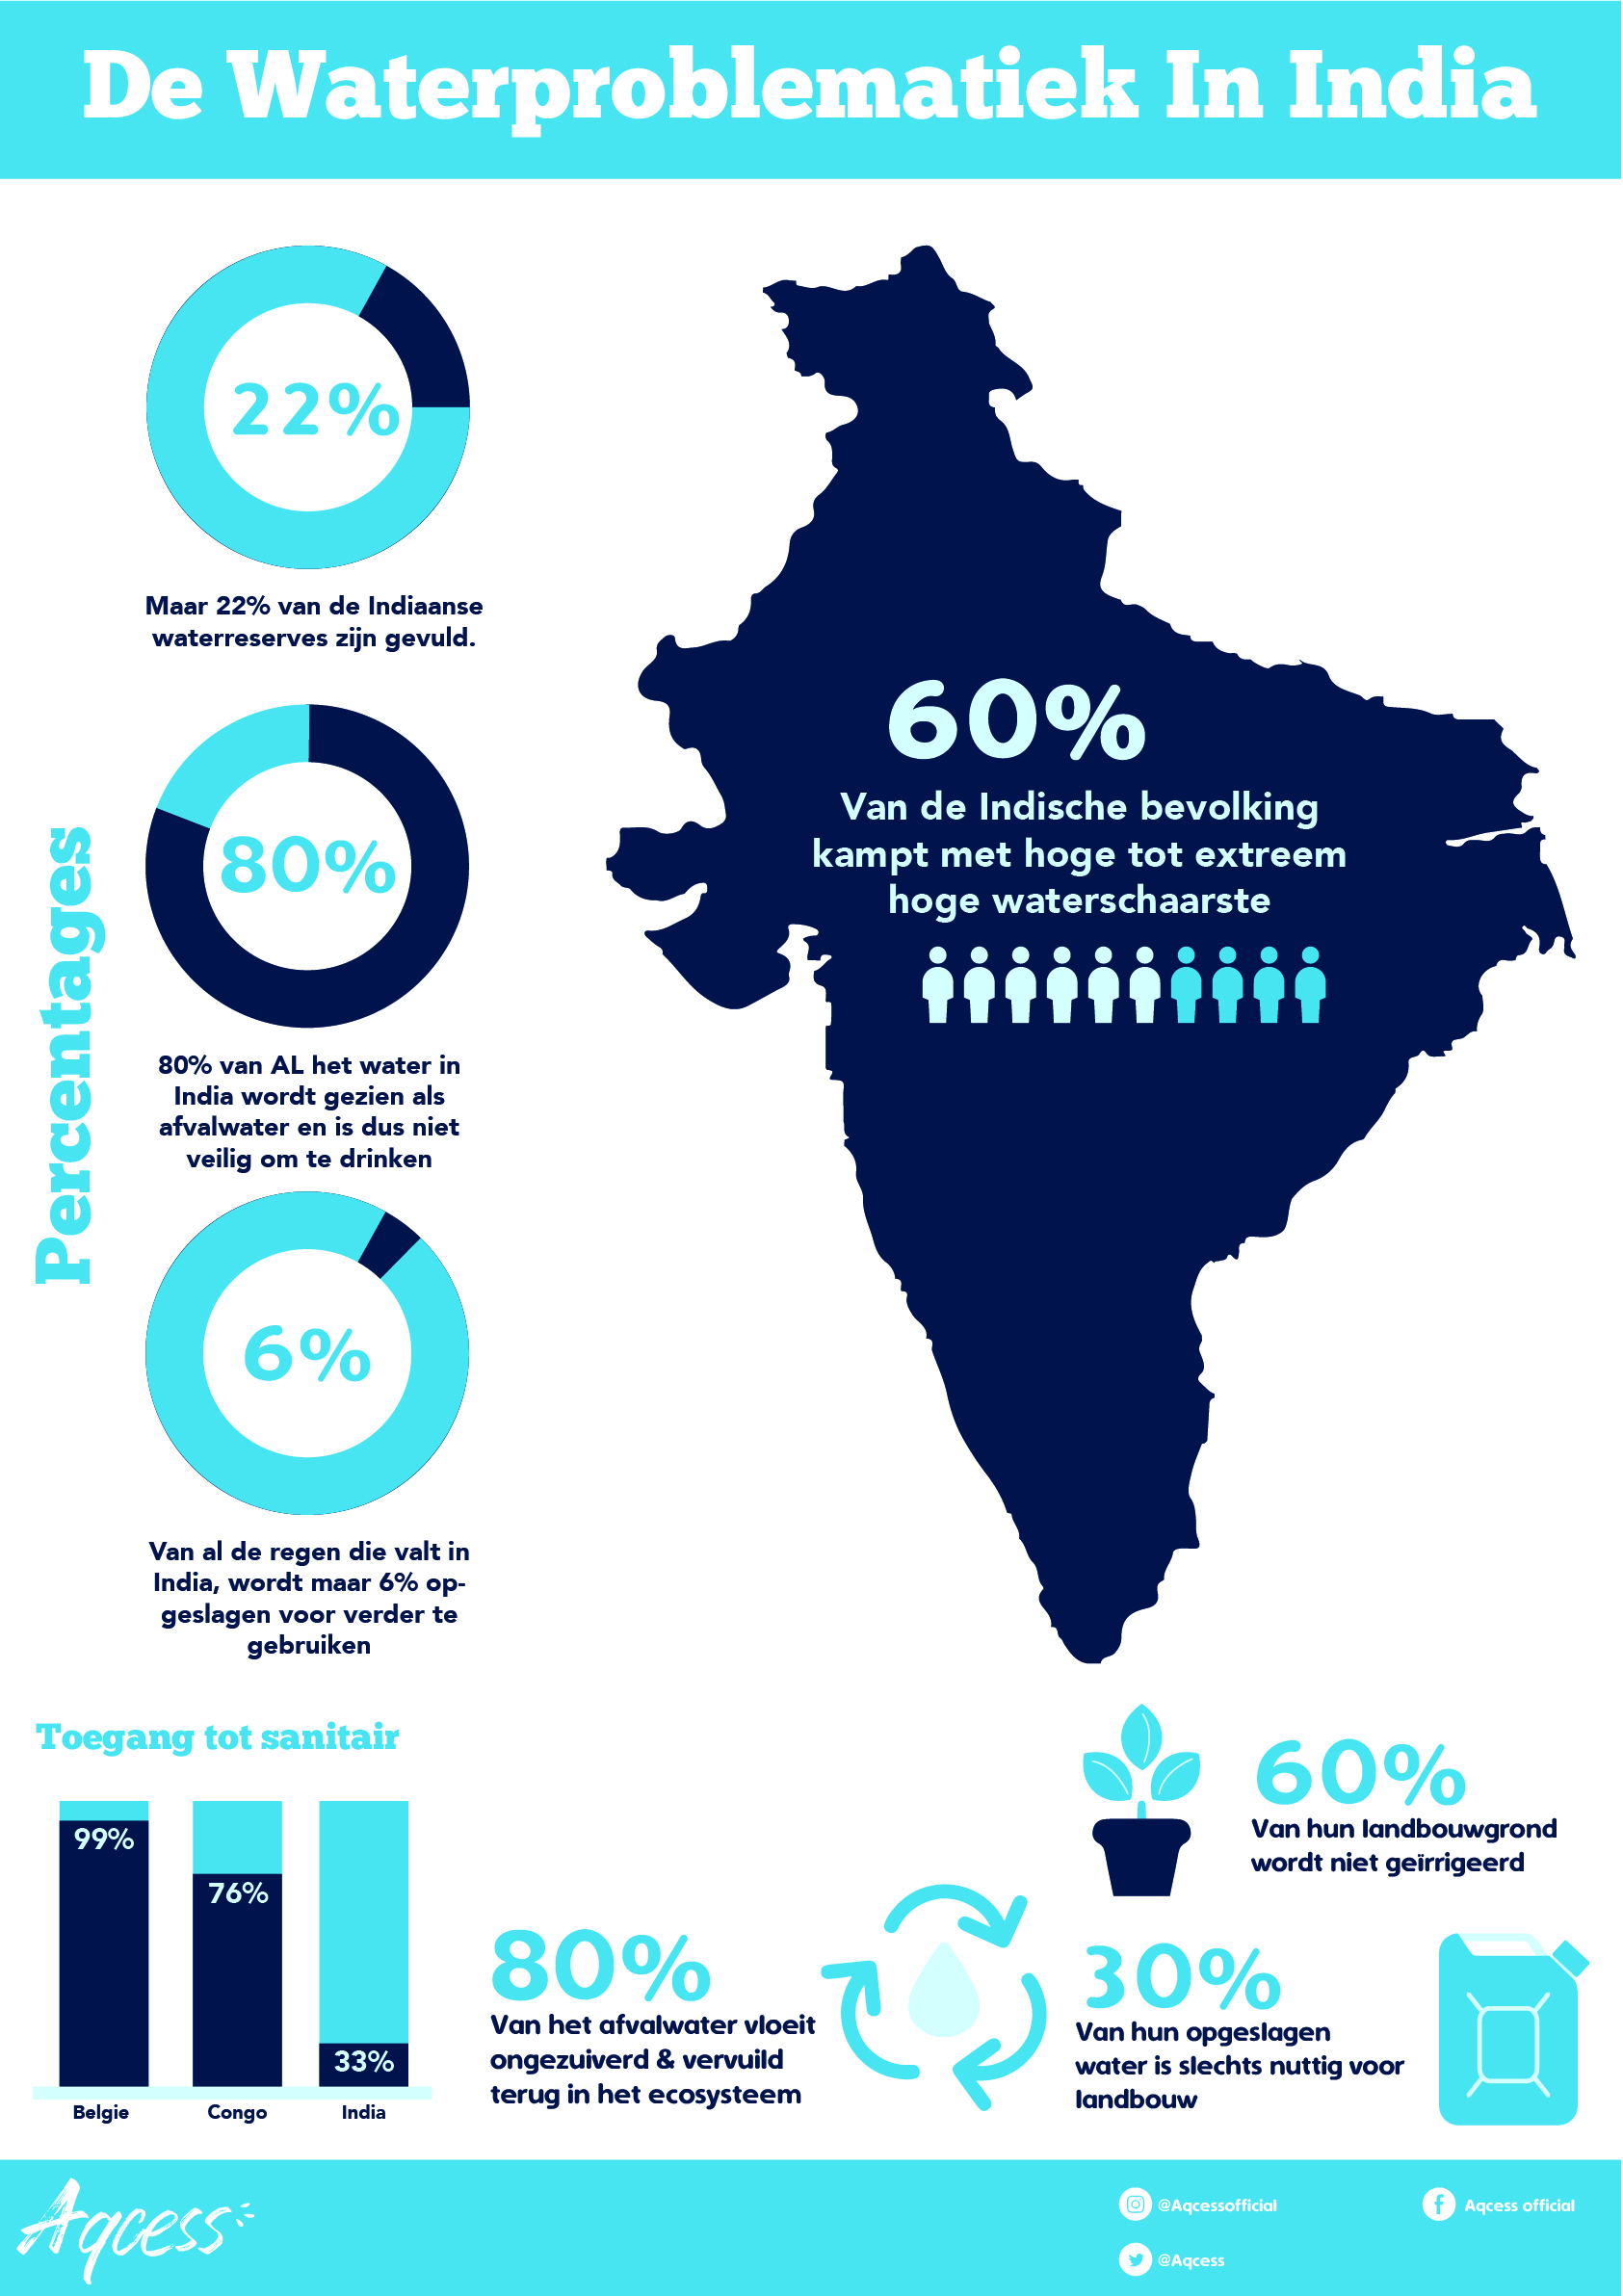 De Waterproblematiek In India
22%
Maar 22% van de Indiaanse
waterreserves zijn gevuld.
Percentages
80%
80% van AL het water in
India wordt gezien als
afvalwater en is dus niet
veilig om te drinken
6%
Van al de regen die valt in
India, wordt maar 6% op-
geslagen voor verder te
gebruiken
60%
Van de Indische bevolking
kampt met hoge tot extreem
hoge waterschaarste
Toegang tot sanitair
99%
76%
33%
Belgie
Congo
India
80%
Van het afvalwater vloeit
ongezuiverd & vervuild
terug in het ecosysteem
60%
Van hun landbouwgrond
wordt niet geïrrigeerd
30%
Van hun opgeslagen
water is slechts nuttig voor
landbouw
Aqcess
@Aqcessofficial
Aqcess official
@Aqcess